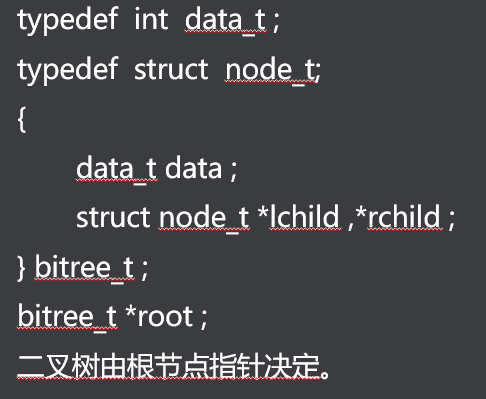 typedef int data_t ;
typedef struct node_t;
{
data_t data ;
struct node_t *lchild ,*rchild ;
} bitree_t ;
bitree_t *root ;
二叉树由根节点指针决定。